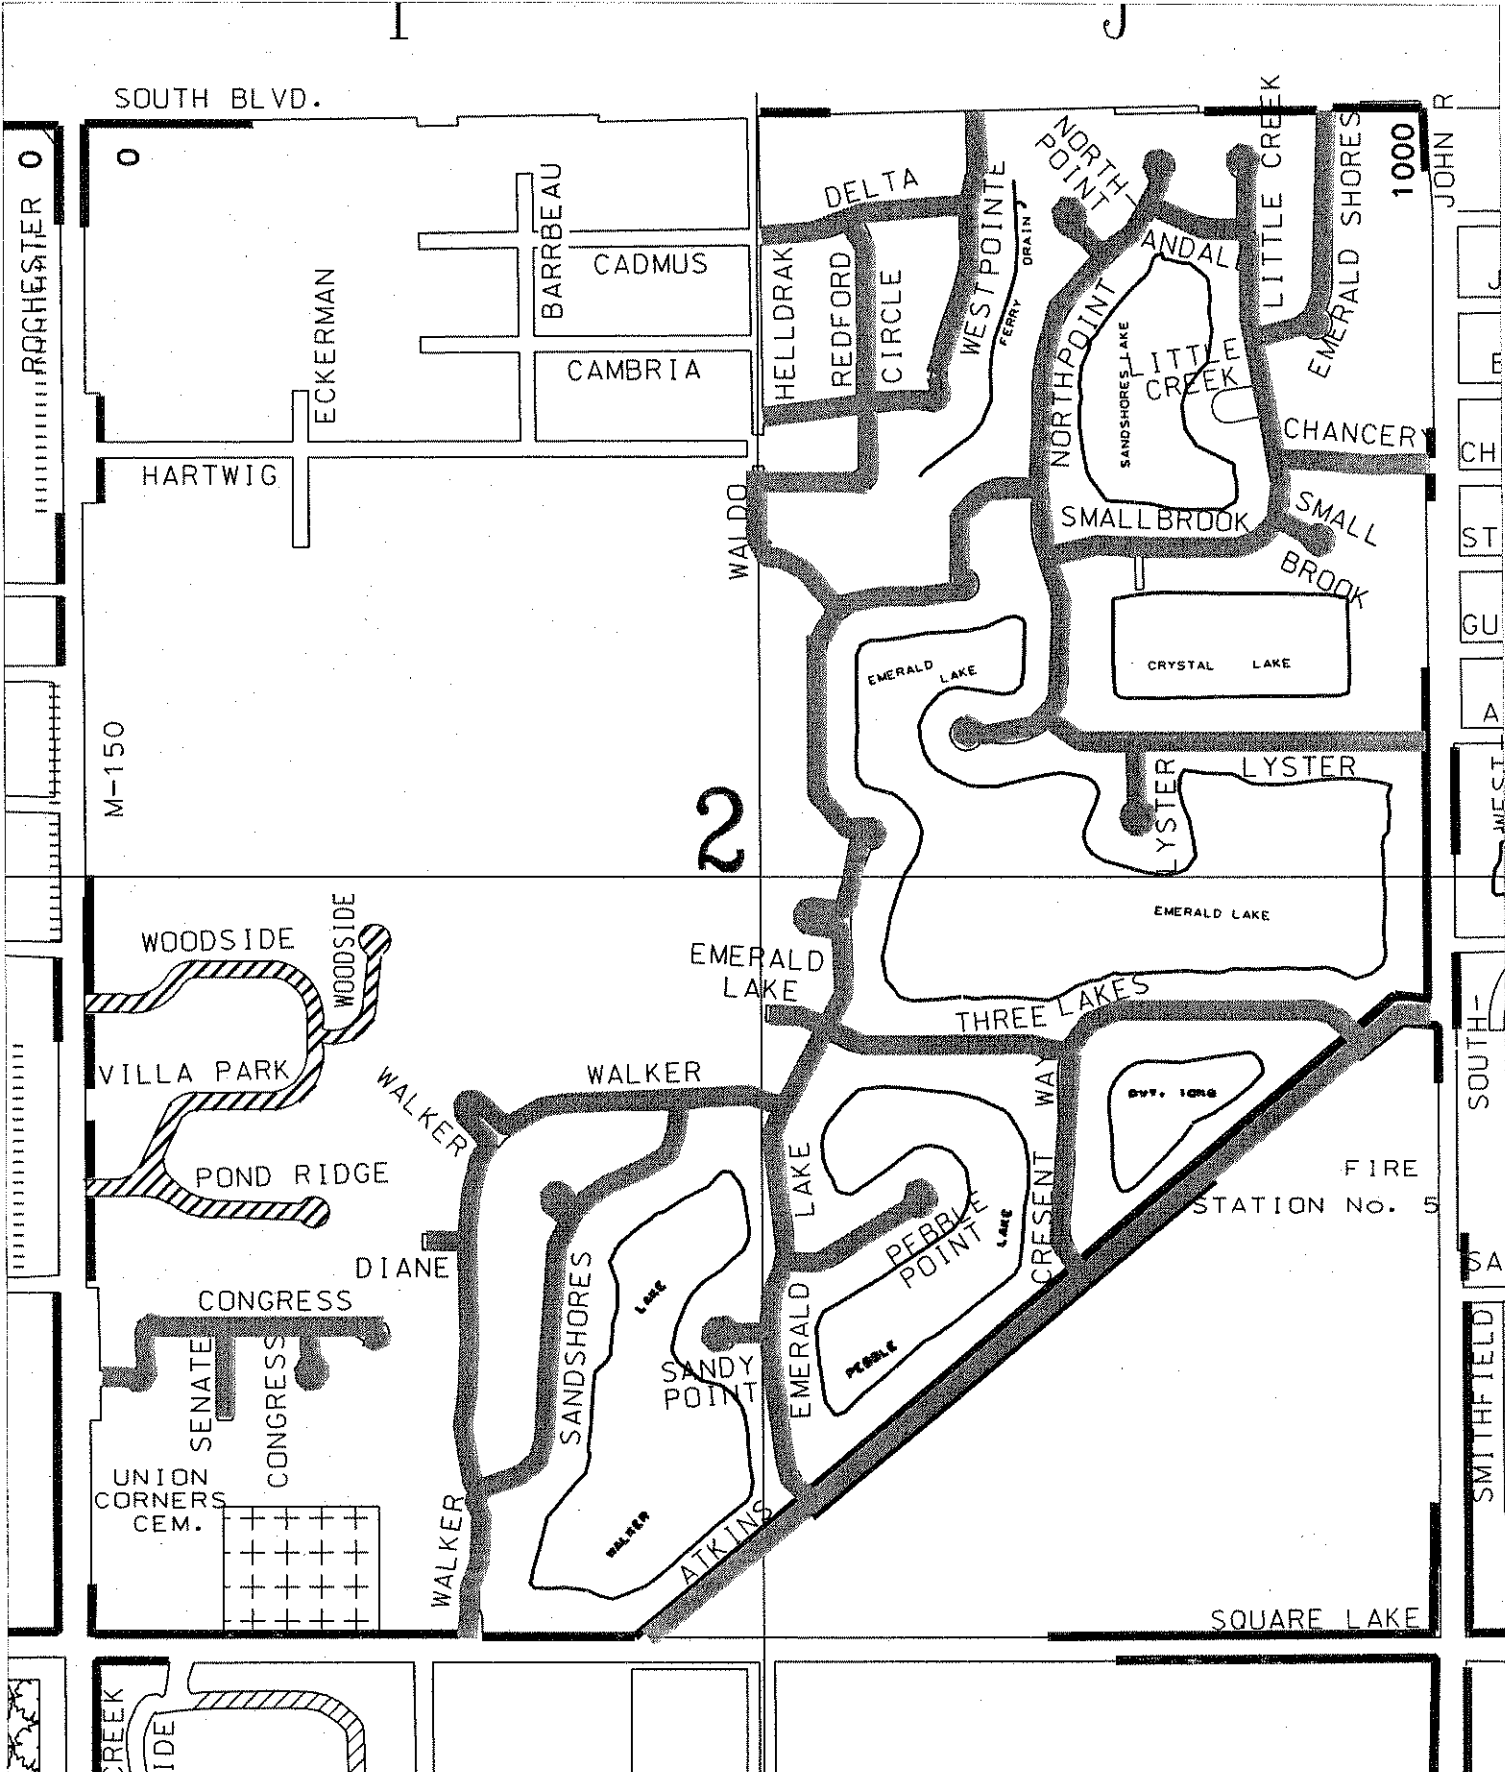 SOUTH BLVD.
JOHN R
O
O
1000
ROCHESTER
M-150
ECKERMAN
BARRBEAU
CADMUS
CAMBRIA
HARTWIG
DELTA
HELLDRAK
REDFORD
CIRCLE
WESTPOINTE
FERRY
DRAIN
NORTH-
POINT
ANDAL
LITTLE CREEK
EMERALD SHORES
NORTHPOINT
SANDSHORES LAKE
LITTLE
CREEK
CHANCERY
CH
SMALLBROOK
SMALL
BROOK
ST
WALDO
GU
EMERALD
LAKE
CRYSTAL LAKE
A
LYSTER
LYSTER
2
EMERALD LAKE
WOODSIDE
WOODSIDE
EMERALD
LAKE
THREE LAKES
VILLA PARK
WALKER
WALKER
CRESENT WAY
PVT. LAKE
SOUTH-
POND RIDGE
FIRE
STATION No. 5
DIANE
EMERALD LAKE
PEBBLE
POINT
PEBBLE
LAKE
SA
CONGRESS
SENATE
CONGRESS
SANDSHORES
WALKER
LAKE
SANDY
POINT
SMITHFIELD
UNION
CORNERS
CEM.
WALKER
ATKINS
SQUARE LAKE
CREEK
IDE